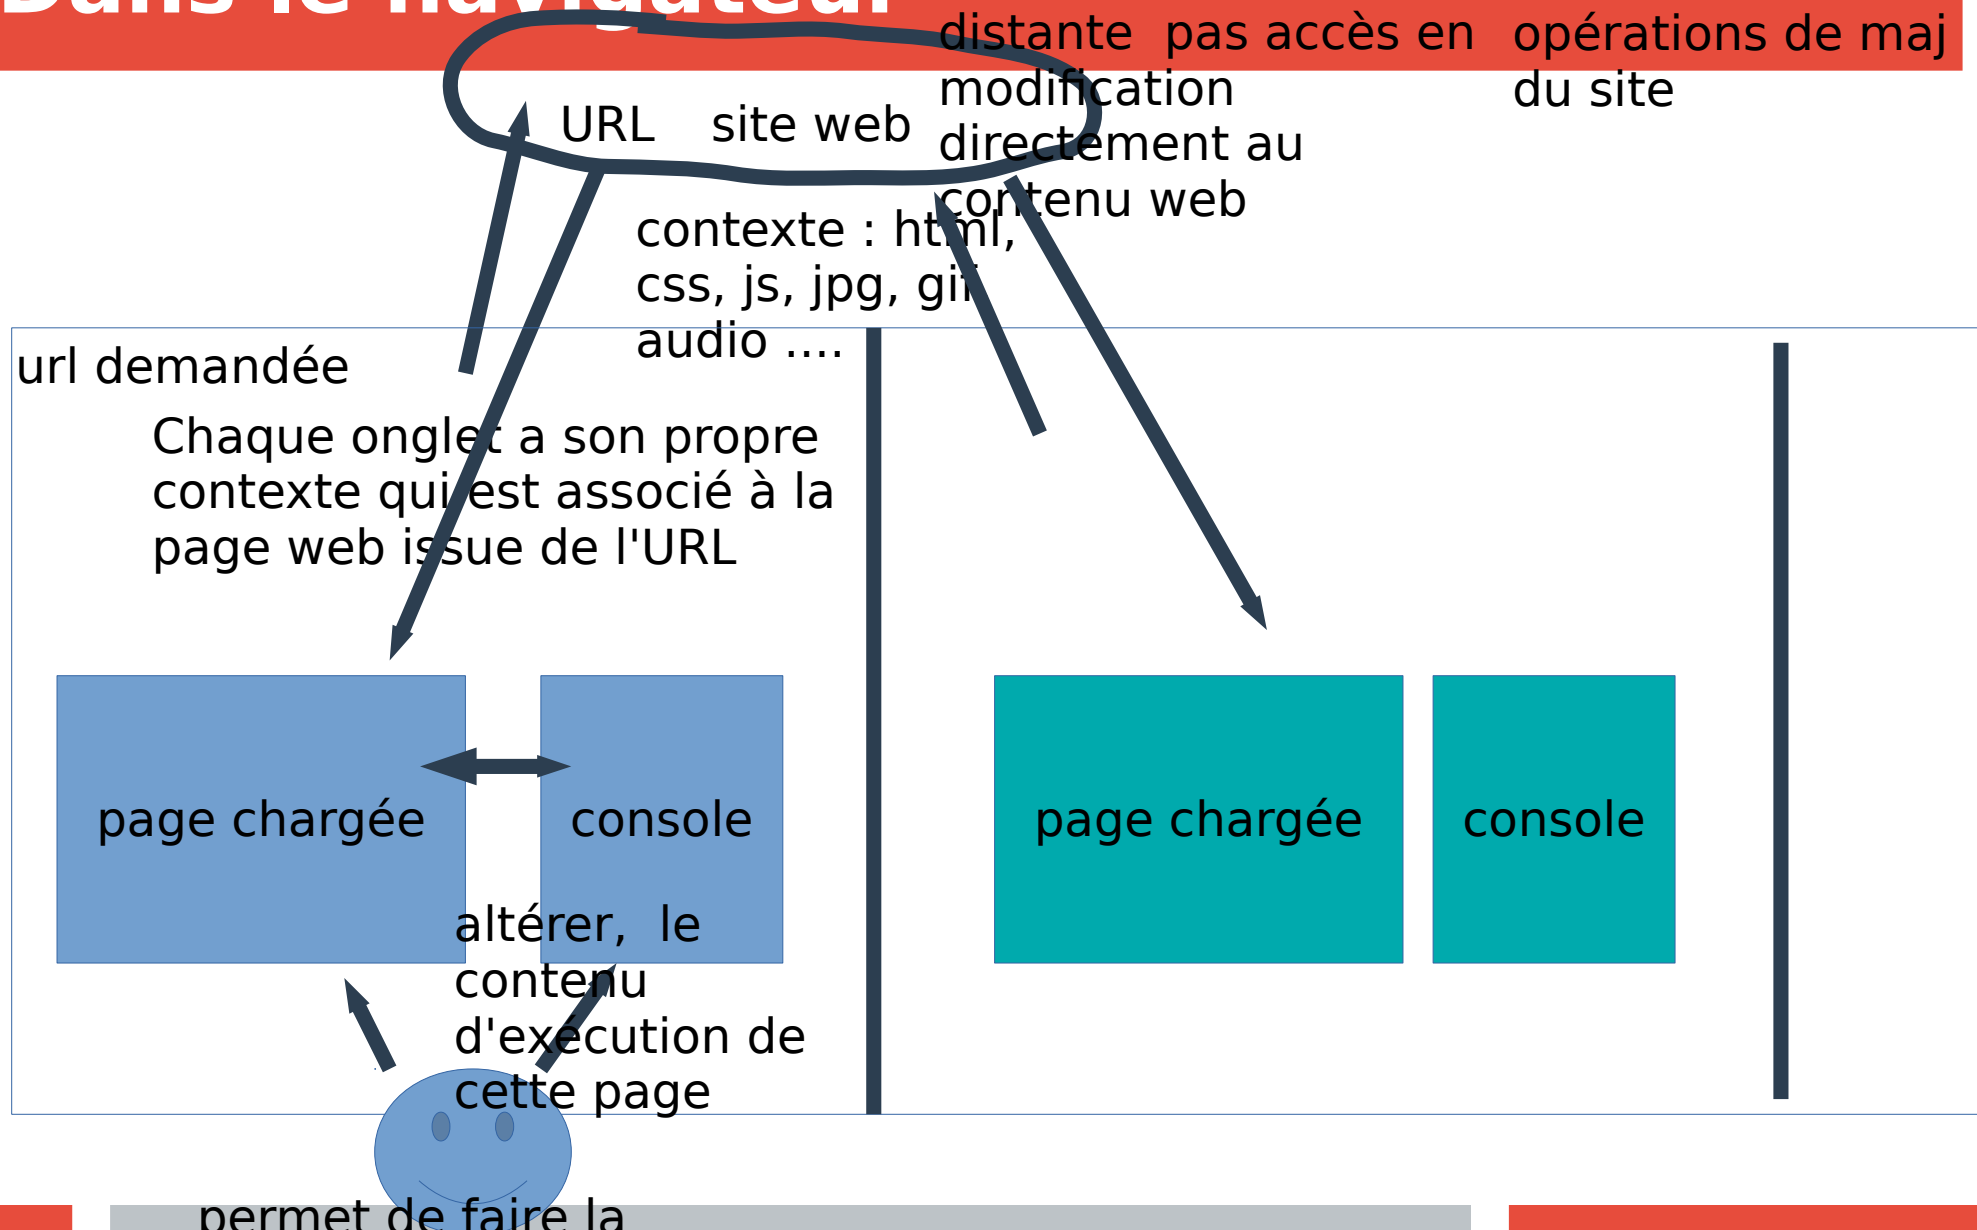 Dans le navigateur
distante  pas accès en
modification
directement au
contenu web
opérations de maj
du site
URL    site web
contexte : html,
css, js, jpg, gif
audio ....
url demandée
Chaque onglet a son propre
contexte qui est associé à la
page web issue de l'URL
page chargée
console
page chargée
console
altérer,  le
contenu
d'exécution de
cette page
permet de faire la